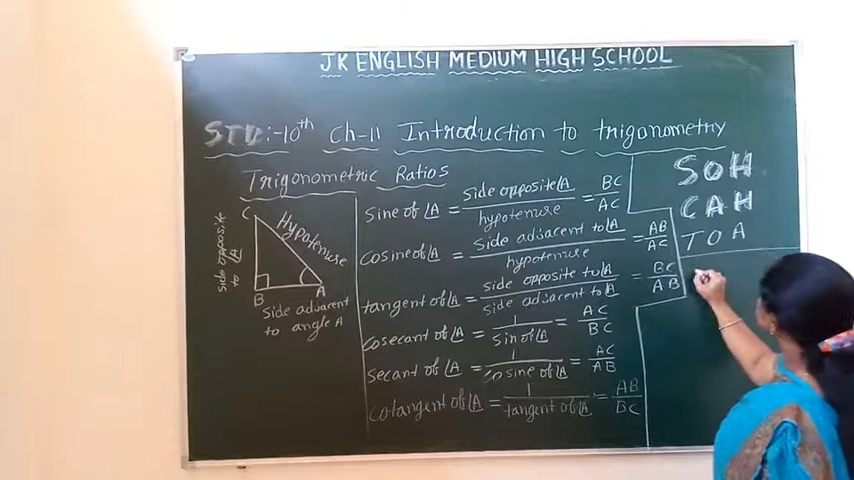 JK ENGLISH MEDIUM HIGH SCHOOL
STD:-10th Ch-11 Introduction to trigonometry
Trigonometric Ratios
C
Hypotenuse
side opposite
to ∠A
B
A
Side adjacent
to angle A
Sine of ∠A = Side opposite ∠A / hypotenure = BC / AC
Cosine of ∠A = Side adjacent to ∠A / hypotenure = AB / AC
tangent of ∠A = side opposite to ∠A / side adjacent to ∠A = BC / AB
Cosecant of ∠A = 1 / Sin of ∠A = AC / BC
secant of ∠A = 1 / Cosine of ∠A = AC / AB
Cotangent of ∠A = 1 / tangent of ∠A = AB / BC
SOH
CAH
TOA